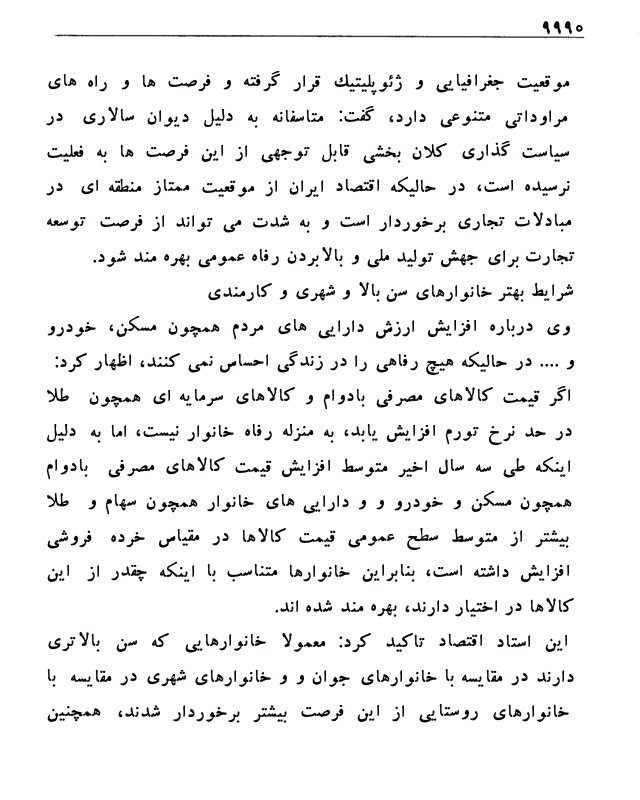 ۹۹۹۰
موقعیت جغرافیایی و ژئوپلیتیك قرار گرفته و فرصت ها و راه های
مراوداتی متنوعی دارد، گفت: متاسفانه به دلیل دیوان سالاری در
سیاست گذاری کلان بخشی قابل توجهی از این فرصت ها به فعلیت
نرسیده است، در حالیکه اقتصاد ایران از موقعیت ممتاز منطقه ای در
مبادلات تجاری برخوردار است و به شدت می تواند از فرصت توسعه
تجارت برای جهش تولید ملی و بالابردن رفاه عمومی بهره مند شود.
شرایط بهتر خانوارهای سن بالا و شهری و کارمندی
وی درباره افزایش ارزش دارایی های مردم همچون مسکن، خودرو
و .... در حالیکه هیچ رفاهی را در زندگی احساس نمی کنند، اظهار کرد:
اگر قیمت کالاهای مصرفی بادوام و کالاهای سرمایه ای همچون طلا
در حد نرخ تورم افزایش یابد، به منزله رفاه خانوار نیست، اما به دلیل
اینکه طی سه سال اخیر متوسط افزایش قیمت کالاهای مصرفی بادوام
همچون مسکن و خودرو و و دارایی های خانوار همچون سهام و طلا
بیشتر از متوسط سطح عمومی قیمت کالاها در مقیاس خرده فروشی
افزایش داشته است، بنابراین خانوارها متناسب با اینکه چقدر از این
کالاها در اختیار دارند، بهره مند شده اند.
این استاد اقتصاد تاکید کرد: معمولا خانوارهایی که سن بالاتری
دارند در مقایسه با خانوارهای جوان و و خانوارهای شهری در مقایسه با
خانوارهای روستایی از این فرصت بیشتر برخوردار شدند، همچنین